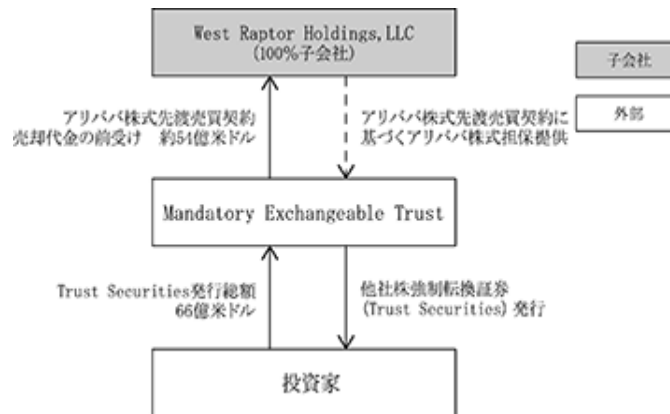 West Raptor Holdings,LLC
(100%子会社)
子会社
外部
アリババ株式先渡売買契約
売却代金の前受け 約54億米ドル
アリババ株式先渡売買契約に
基づくアリババ株式担保提供
Mandatory Exchangeable Trust
Trust Securities発行総額
66億米ドル
他社株強制転換証券
(Trust Securities) 発行
投資家